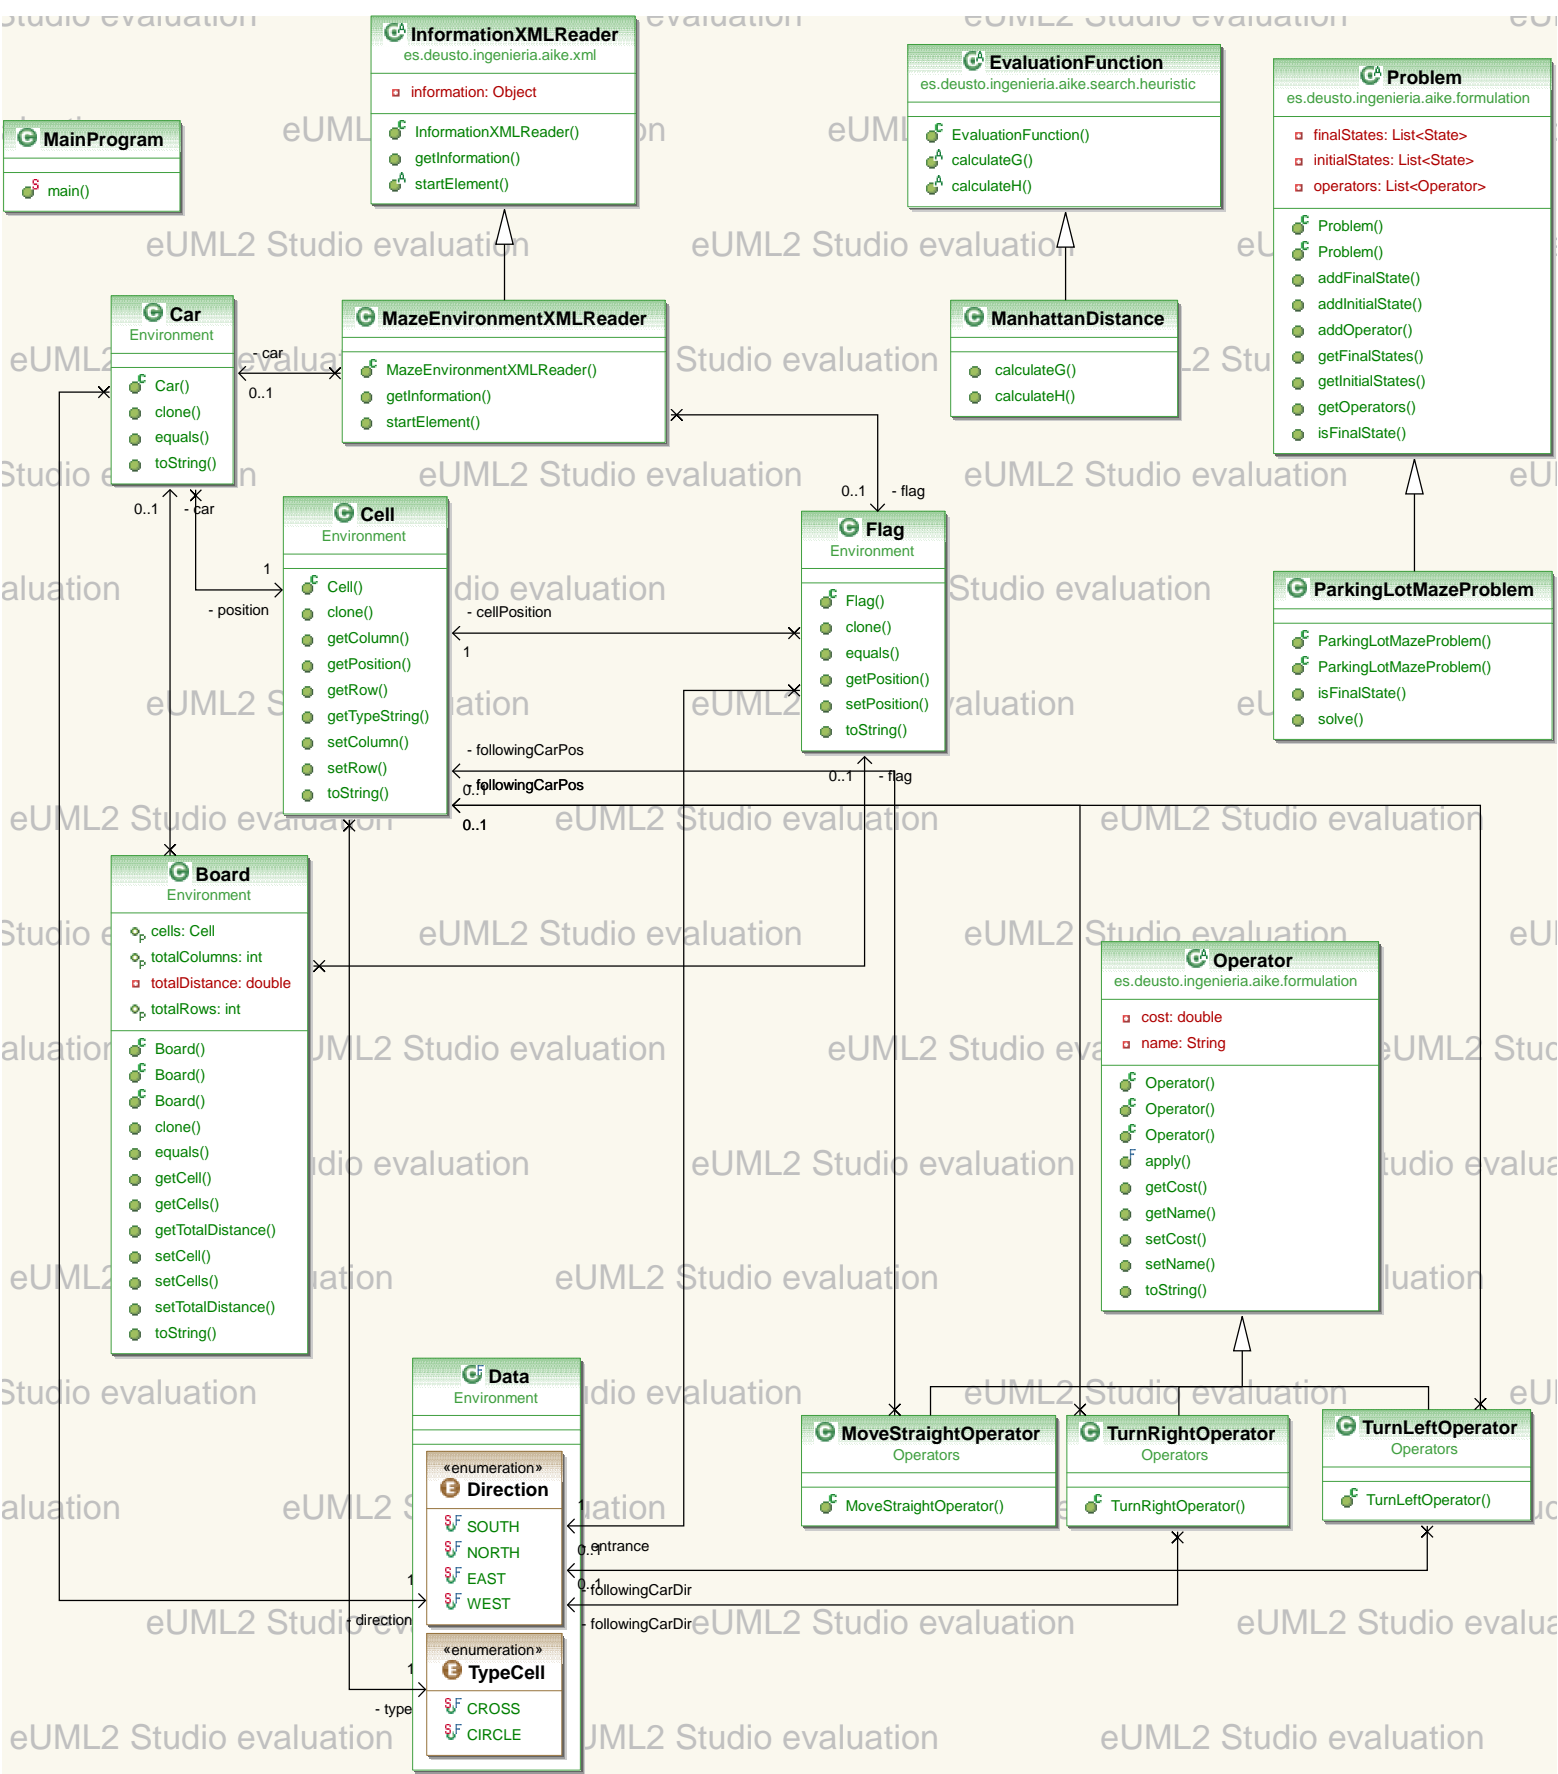 InformationXMLReader
es.deusto.ingenieria.aike.xml
information: Object
InformationXMLReader()
getInformation()
startElement()
EvaluationFunction
es.deusto.ingenieria.aike.search.heuristic
EvaluationFunction()
calculateG()
calculateH()
Problem
es.deusto.ingenieria.aike.formulation
finalStates: List<State>
initialStates: List<State>
operators: List<Operator>
Problem()
Problem()
addFinalState()
addInitialState()
addOperator()
getFinalStates()
getInitialStates()
getOperators()
isFinalState()
MainProgram
main()
Car
Environment
Car()
clone()
equals()
toString()
- car
0..1
MazeEnvironmentXMLReader
MazeEnvironmentXMLReader()
getInformation()
startElement()
ManhattanDistance
calculateG()
calculateH()
0..1 - flag
0..1 - car
1
- position
Cell
Environment
Cell()
clone()
getColumn()
getPosition()
getRow()
getTypeString()
setColumn()
setRow()
toString()
- cellPosition
1
Flag
Environment
Flag()
clone()
equals()
getPosition()
setPosition()
toString()
0..1 - flag
ParkingLotMazeProblem
ParkingLotMazeProblem()
ParkingLotMazeProblem()
isFinalState()
solve()
- followingCarPos
0..1
- followingCarPos
0..1
Board
Environment
cells: Cell
totalColumns: int
totalDistance: double
totalRows: int
Board()
Board()
Board()
clone()
equals()
getCell()
getCells()
getTotalDistance()
setCell()
setCells()
setTotalDistance()
toString()
Operator
es.deusto.ingenieria.aike.formulation
cost: double
name: String
Operator()
Operator()
Operator()
apply()
getCost()
getName()
setCost()
setName()
toString()
Data
Environment
«enumeration»
Direction
SOUTH
NORTH
EAST
WEST
«enumeration»
TypeCell
CROSS
CIRCLE
1
- direction
1
- type
1
- entrance
0..1
- followingCarDir
0..1
- followingCarDir
MoveStraightOperator
Operators
MoveStraightOperator()
TurnRightOperator
Operators
TurnRightOperator()
TurnLeftOperator
Operators
TurnLeftOperator()
eUML2 Studio evaluation